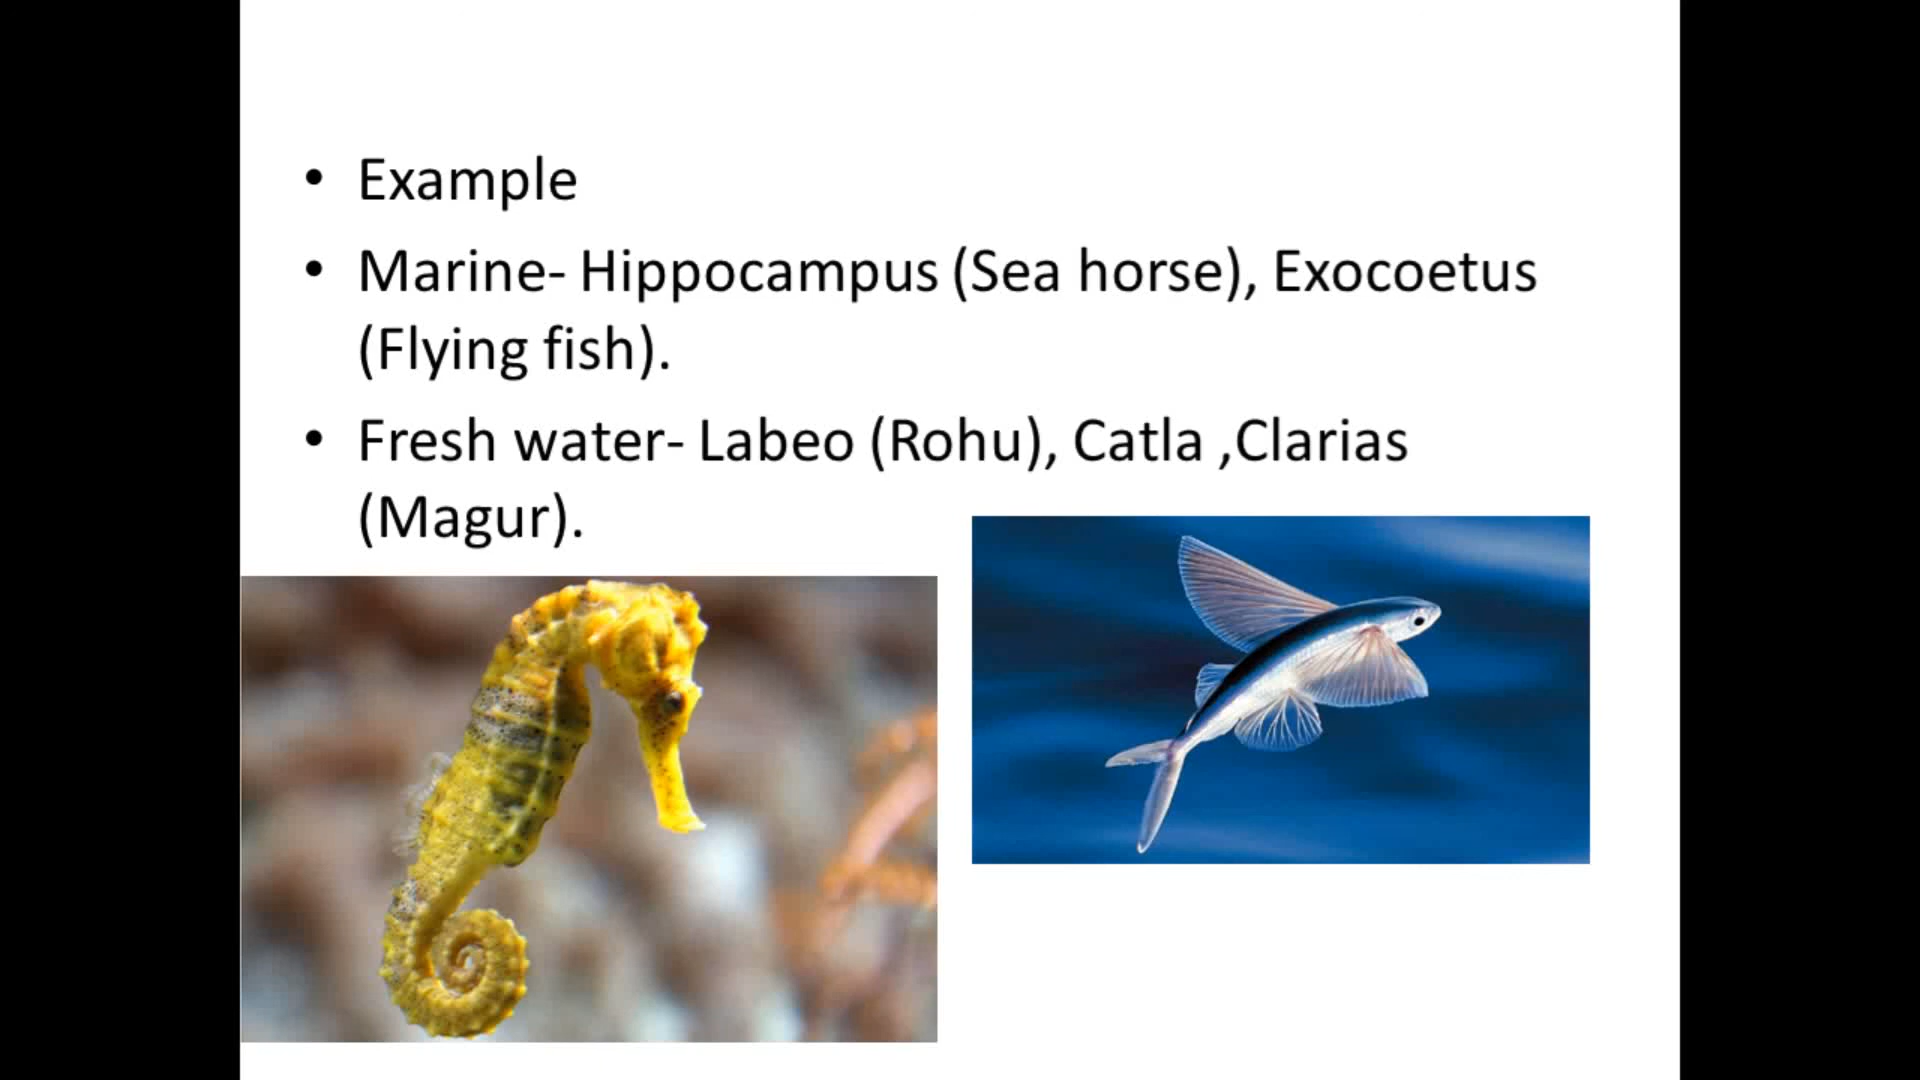 • Example
• Marine- Hippocampus (Sea horse), Exocoetus
(Flying fish).
• Fresh water- Labeo (Rohu), Catla ,Clarias
(Magur).